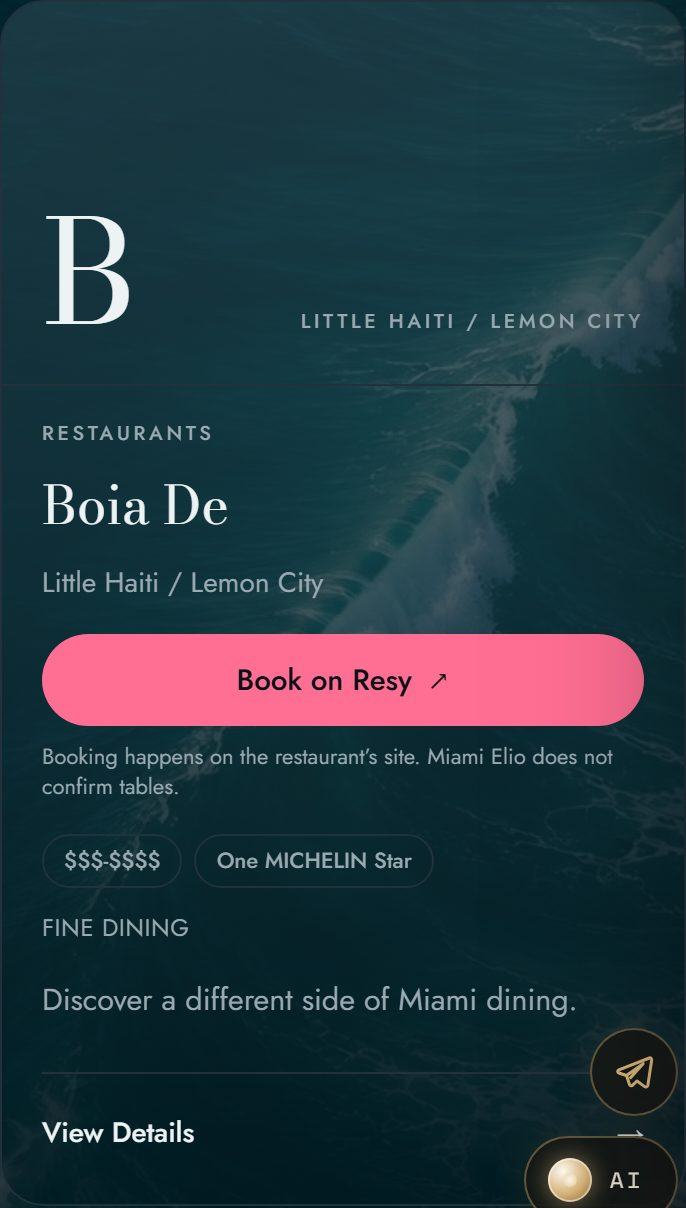 B
LITTLE HAITI / LEMON CITY
RESTAURANTS
Boia De
Little Haiti / Lemon City
Book on Resy ↗
Booking happens on the restaurant's site. Miami Elio does not
confirm tables.
$$$-$$$$
One MICHELIN Star
FINE DINING
Discover a different side of Miami dining.
View Details →
AI